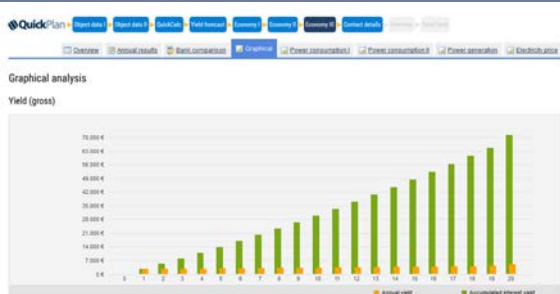 QuickPlan Object data I Object data II QuickCalc Yield forecast Economy I Economy II Economy III Contact details
Overview Annual results Bank comparison Graphical Power consumption I Power consumption II Power generation Electricity price
Graphical analysis
Yield (gross)
70.000 €
63.000 €
56.000 €
49.000 €
42.000 €
35.000 €
28.000 €
21.000 €
14.000 €
7.000 €
0 €
0 1 2 3 4 5 6 7 8 9 10 11 12 13 14 15 16 17 18 19 20
Annual yield Accumulated interest yield